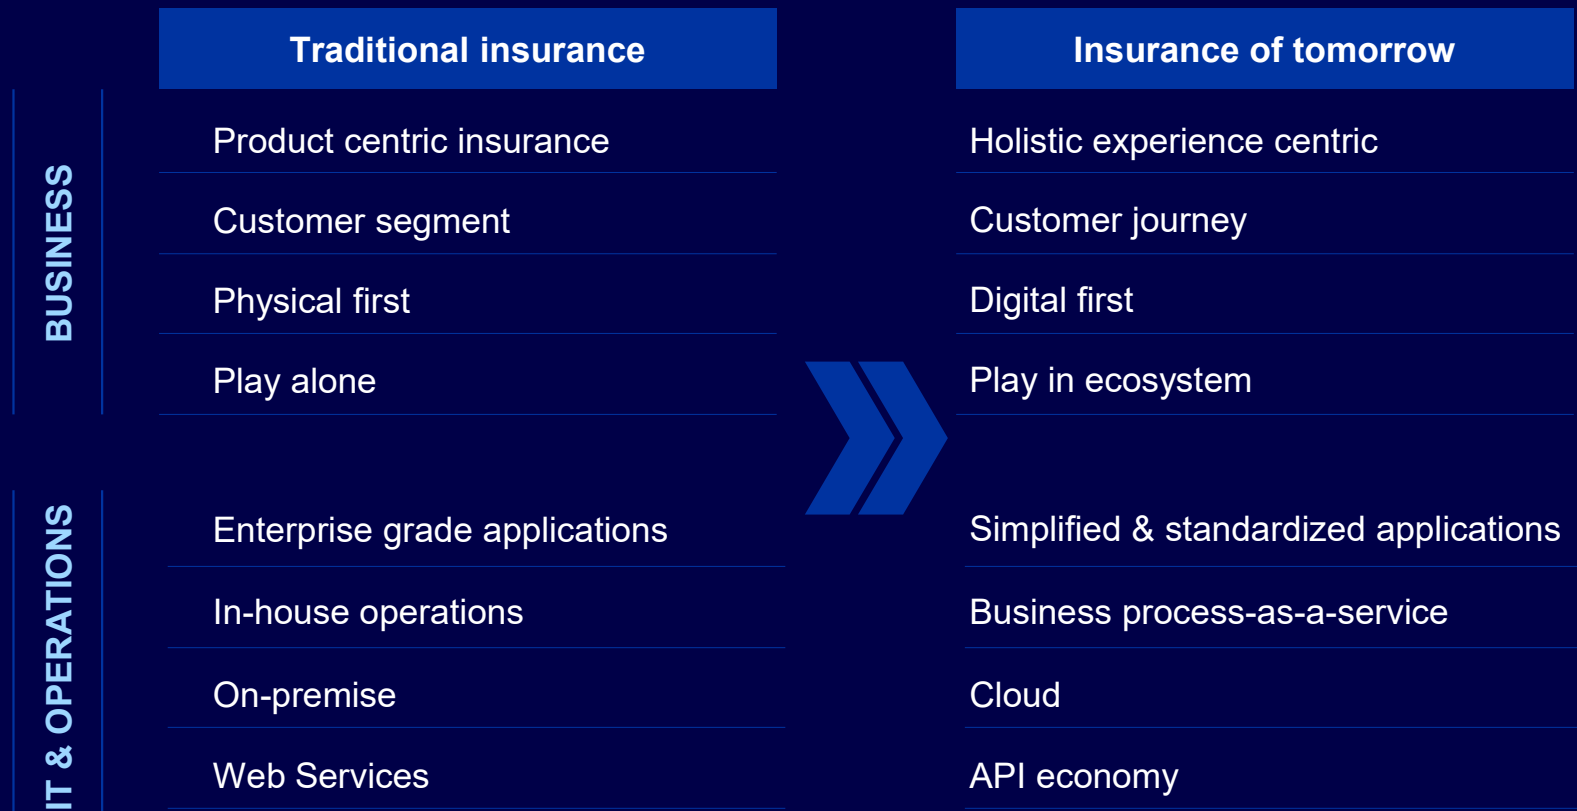 Traditional insurance
Insurance of tomorrow
BUSINESS
Product centric insurance
Holistic experience centric
Customer segment
Customer journey
Physical first
Digital first
Play alone
Play in ecosystem
IT & OPERATIONS
Enterprise grade applications
Simplified & standardized applications
In-house operations
Business process-as-a-service
On-premise
Cloud
Web Services
API economy